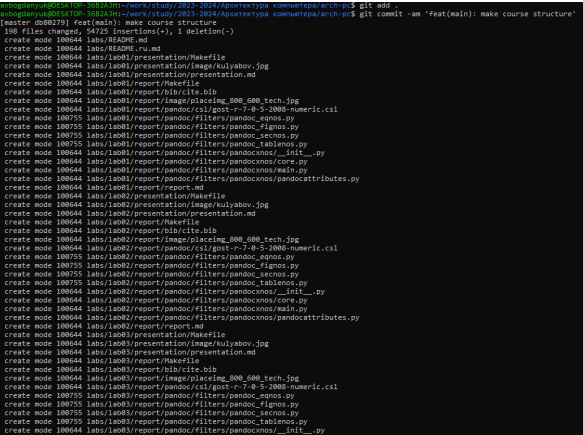 avbogdanyuk@DESKTOP-36B2A3H:~/work/study/2023-2024/Архитектура компьютера/arch-pc$ git add .
avbogdanyuk@DESKTOP-36B2A3H:~/work/study/2023-2024/Архитектура компьютера/arch-pc$ git commit -am 'feat(main): make course structure'
[master db80279] feat(main): make course structure
198 files changed, 54725 insertions(+), 1 deletion(-)
create mode 100644 labs/README.md
create mode 100644 labs/README.ru.md
create mode 100644 labs/lab01/presentation/Makefile
create mode 100644 labs/lab01/presentation/image/kulyabov.jpg
create mode 100644 labs/lab01/presentation/presentation.md
create mode 100644 labs/lab01/report/Makefile
create mode 100644 labs/lab01/report/bib/cite.bib
create mode 100644 labs/lab01/report/image/placeimg_800_600_tech.jpg
create mode 100644 labs/lab01/report/pandoc/csl/gost-r-7-0-5-2008-numeric.csl
create mode 100755 labs/lab01/report/pandoc/filters/pandoc_eqnos.py
create mode 100755 labs/lab01/report/pandoc/filters/pandoc_fignos.py
create mode 100755 labs/lab01/report/pandoc/filters/pandoc_secnos.py
create mode 100755 labs/lab01/report/pandoc/filters/pandoc_tablenos.py
create mode 100644 labs/lab01/report/pandoc/filters/pandocxnos/__init__.py
create mode 100644 labs/lab01/report/pandoc/filters/pandocxnos/core.py
create mode 100644 labs/lab01/report/pandoc/filters/pandocxnos/main.py
create mode 100644 labs/lab01/report/pandoc/filters/pandocxnos/pandocattributes.py
create mode 100644 labs/lab01/report/report.md
create mode 100644 labs/lab02/presentation/Makefile
create mode 100644 labs/lab02/presentation/image/kulyabov.jpg
create mode 100644 labs/lab02/presentation/presentation.md
create mode 100644 labs/lab02/report/Makefile
create mode 100644 labs/lab02/report/bib/cite.bib
create mode 100644 labs/lab02/report/image/placeimg_800_600_tech.jpg
create mode 100644 labs/lab02/report/pandoc/csl/gost-r-7-0-5-2008-numeric.csl
create mode 100755 labs/lab02/report/pandoc/filters/pandoc_eqnos.py
create mode 100755 labs/lab02/report/pandoc/filters/pandoc_fignos.py
create mode 100755 labs/lab02/report/pandoc/filters/pandoc_secnos.py
create mode 100755 labs/lab02/report/pandoc/filters/pandoc_tablenos.py
create mode 100644 labs/lab02/report/pandoc/filters/pandocxnos/__init__.py
create mode 100644 labs/lab02/report/pandoc/filters/pandocxnos/core.py
create mode 100644 labs/lab02/report/pandoc/filters/pandocxnos/main.py
create mode 100644 labs/lab02/report/pandoc/filters/pandocxnos/pandocattributes.py
create mode 100644 labs/lab02/report/report.md
create mode 100644 labs/lab03/presentation/Makefile
create mode 100644 labs/lab03/presentation/image/kulyabov.jpg
create mode 100644 labs/lab03/presentation/presentation.md
create mode 100644 labs/lab03/report/Makefile
create mode 100644 labs/lab03/report/bib/cite.bib
create mode 100644 labs/lab03/report/image/placeimg_800_600_tech.jpg
create mode 100644 labs/lab03/report/pandoc/csl/gost-r-7-0-5-2008-numeric.csl
create mode 100755 labs/lab03/report/pandoc/filters/pandoc_eqnos.py
create mode 100755 labs/lab03/report/pandoc/filters/pandoc_fignos.py
create mode 100755 labs/lab03/report/pandoc/filters/pandoc_secnos.py
create mode 100755 labs/lab03/report/pandoc/filters/pandoc_tablenos.py
create mode 100644 labs/lab03/report/pandoc/filters/pandocxnos/__init__.py